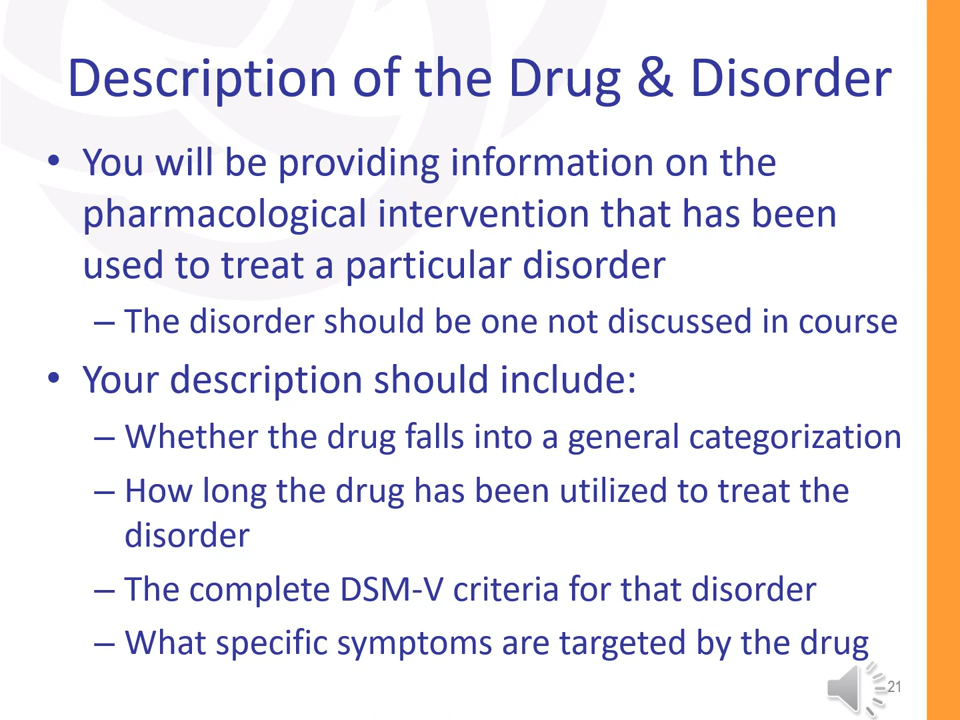 Description of the Drug & Disorder
• You will be providing information on the
pharmacological intervention that has been
used to treat a particular disorder
– The disorder should be one not discussed in course
• Your description should include:
– Whether the drug falls into a general categorization
– How long the drug has been utilized to treat the
disorder
– The complete DSM-V criteria for that disorder
– What specific symptoms are targeted by the drug
21